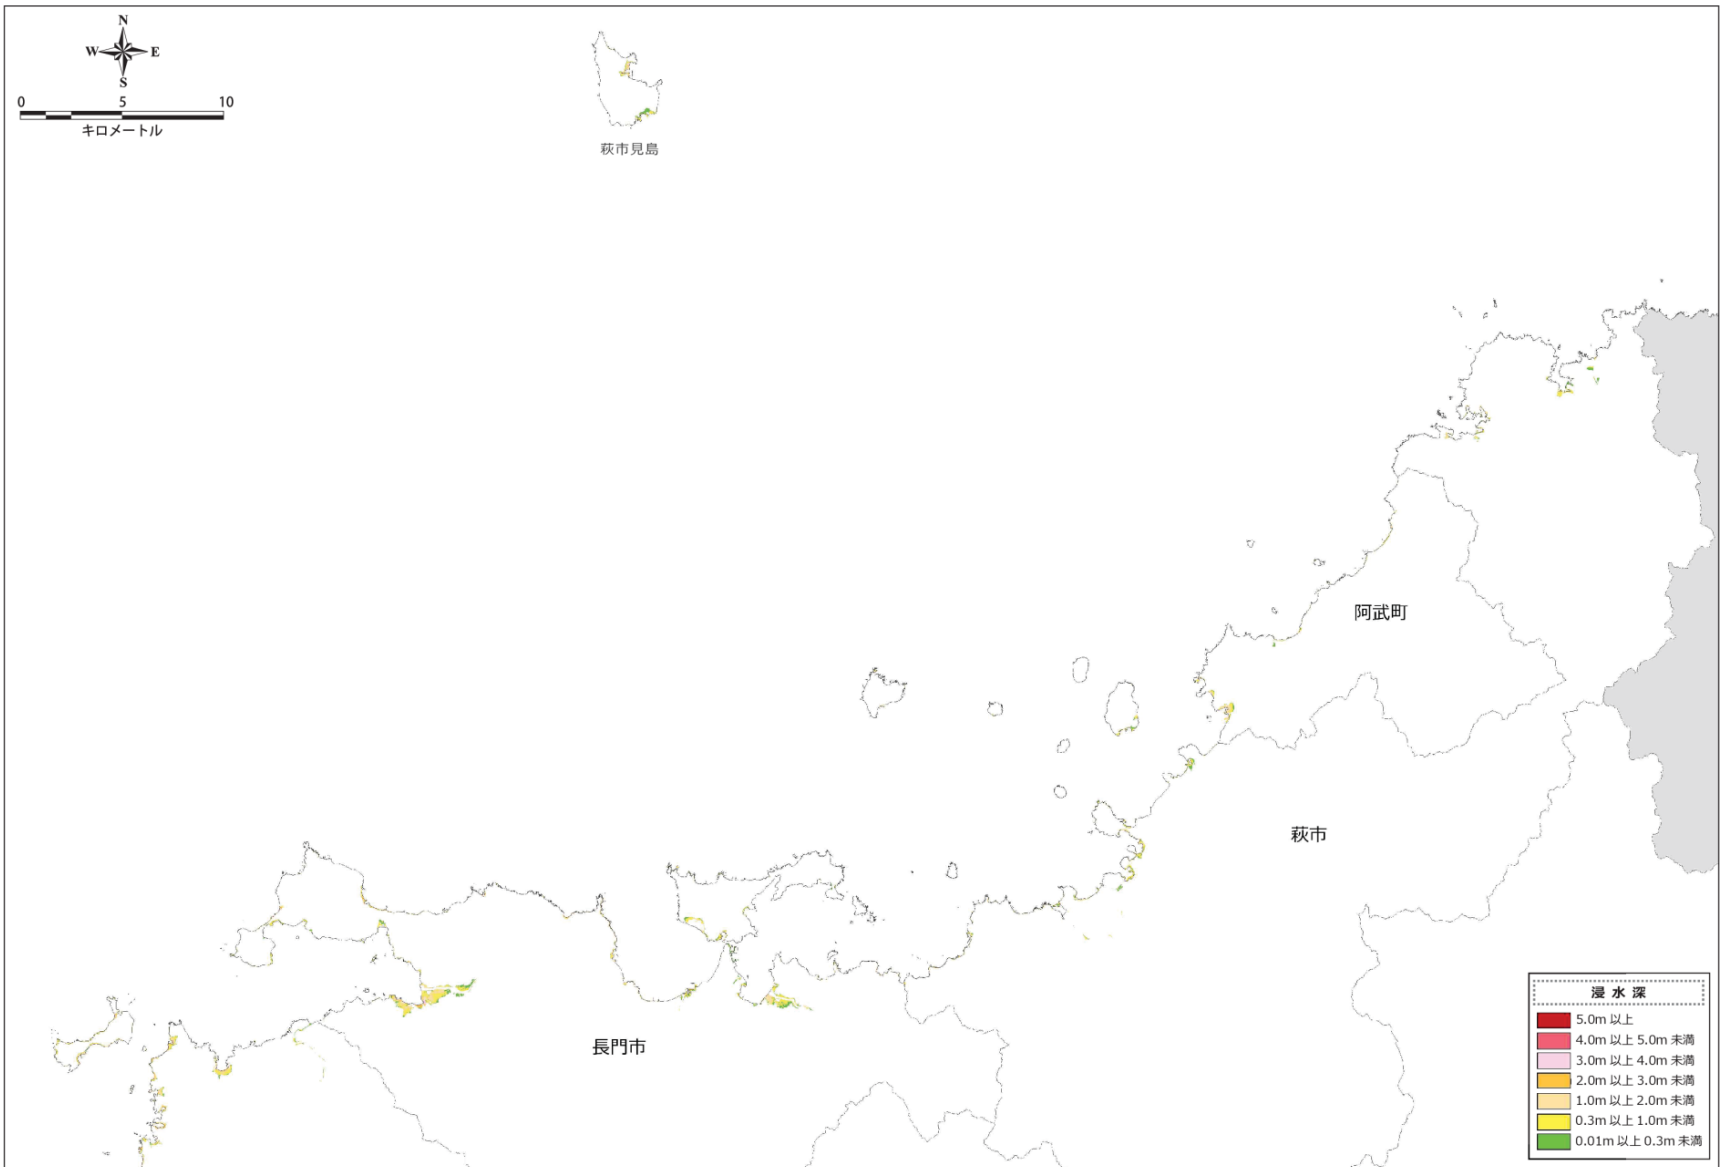 N
W E
S
0 5 10
キロメートル
萩市見島
阿武町
萩市
長門市
浸水深
5.0m 以上
4.0m 以上 5.0m 未満
3.0m 以上 4.0m 未満
2.0m 以上 3.0m 未満
1.0m 以上 2.0m 未満
0.3m 以上 1.0m 未満
0.01m 以上 0.3m 未満